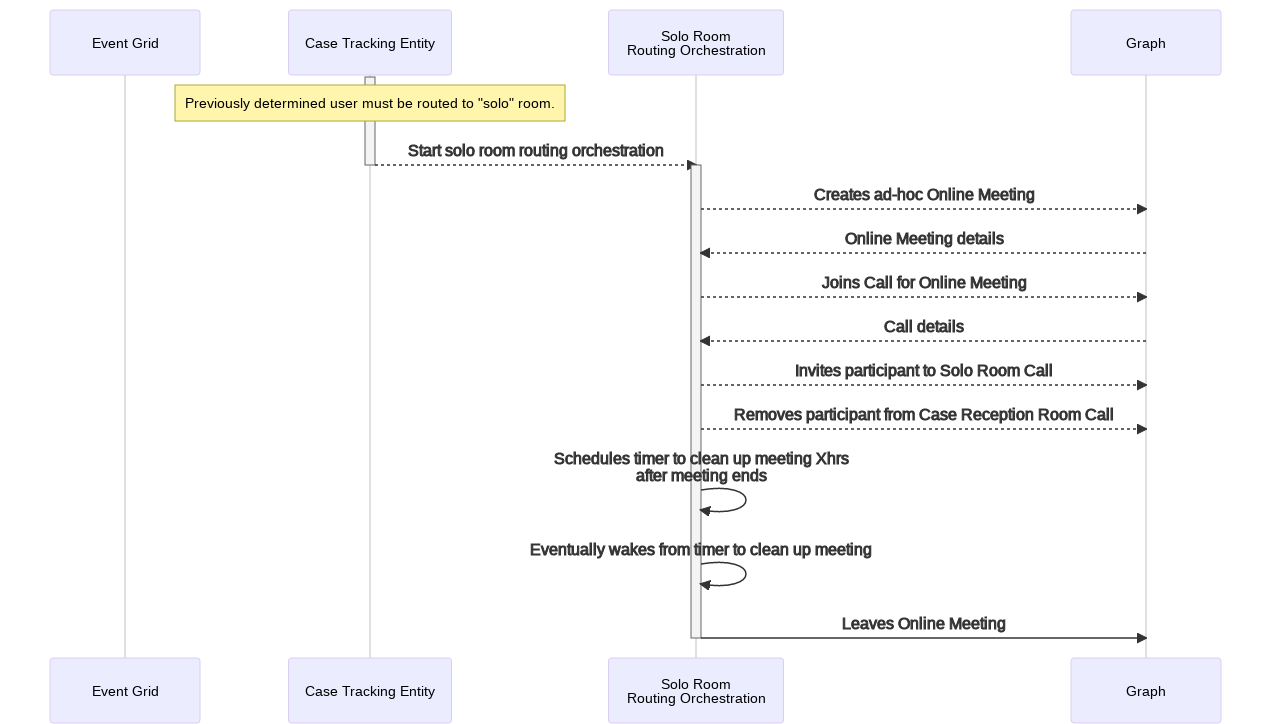 Event Grid
Case Tracking Entity
Solo Room
Routing Orchestration
Graph
Previously determined user must be routed to "solo" room.
Start solo room routing orchestration
Creates ad-hoc Online Meeting
Online Meeting details
Joins Call for Online Meeting
Call details
Invites participant to Solo Room Call
Removes participant from Case Reception Room Call
Schedules timer to clean up meeting Xhrs
after meeting ends
Eventually wakes from timer to clean up meeting
Leaves Online Meeting
Event Grid
Case Tracking Entity
Solo Room
Routing Orchestration
Graph